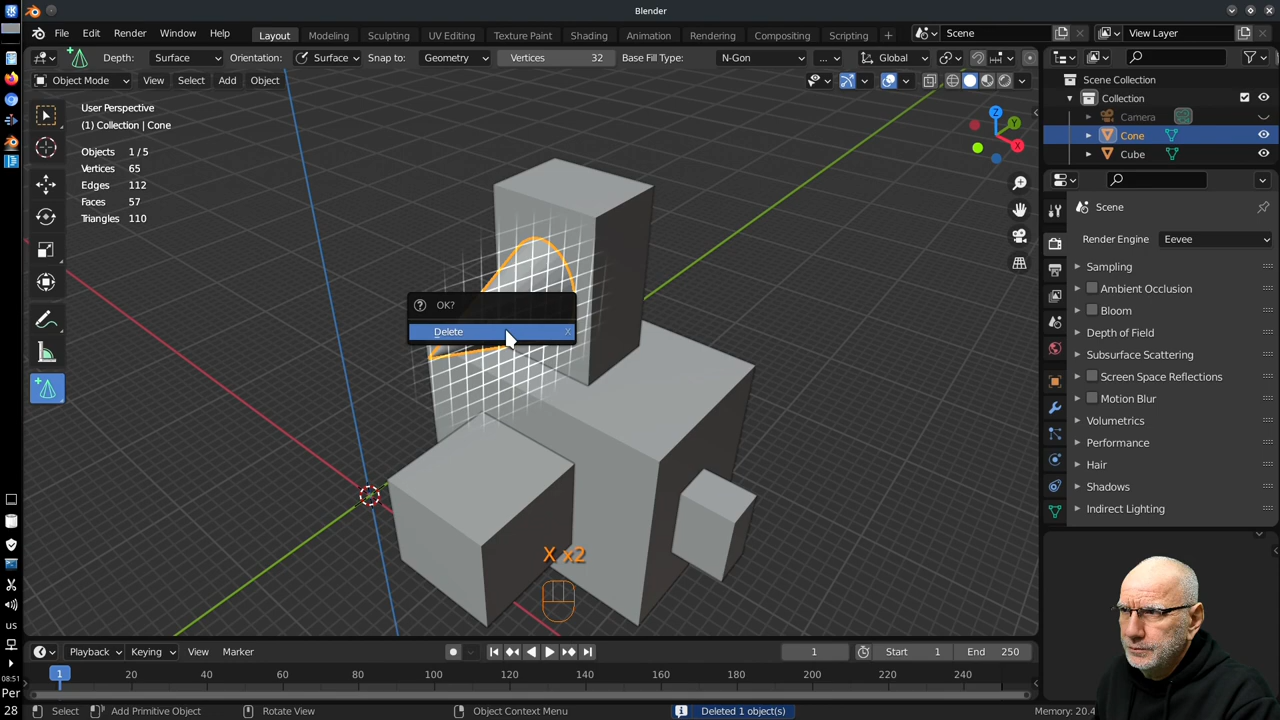 Blender
File Edit Render Window Help
Layout Modeling Sculpting UV Editing Texture Paint Shading Animation Rendering Compositing Scripting +
Scene
View Layer
Depth: Surface Orientation: Surface Snap to: Geometry Vertices 32 Base Fill Type: N-Gon ... Global
Object Mode View Select Add Object
User Perspective
(1) Collection | Cone
Objects 1/5
Vertices 65
Edges 112
Faces 57
Triangles 110
Z
Y
X
OK?
Delete X
X x2
Scene Collection
Collection
Camera
Cone
Cube
Scene
Render Engine Eevee
Sampling
Ambient Occlusion
Bloom
Depth of Field
Subsurface Scattering
Screen Space Reflections
Motion Blur
Volumetrics
Performance
Hair
Shadows
Indirect Lighting
us
08:51
Per
28
Playback Keying View Marker
1
Start 1
End 250
1 20 40 60 80 100 120 140 160 180 200 220 240
Select
Add Primitive Object
Rotate View
Object Context Menu
Deleted 1 object(s)
Memory: 20.4